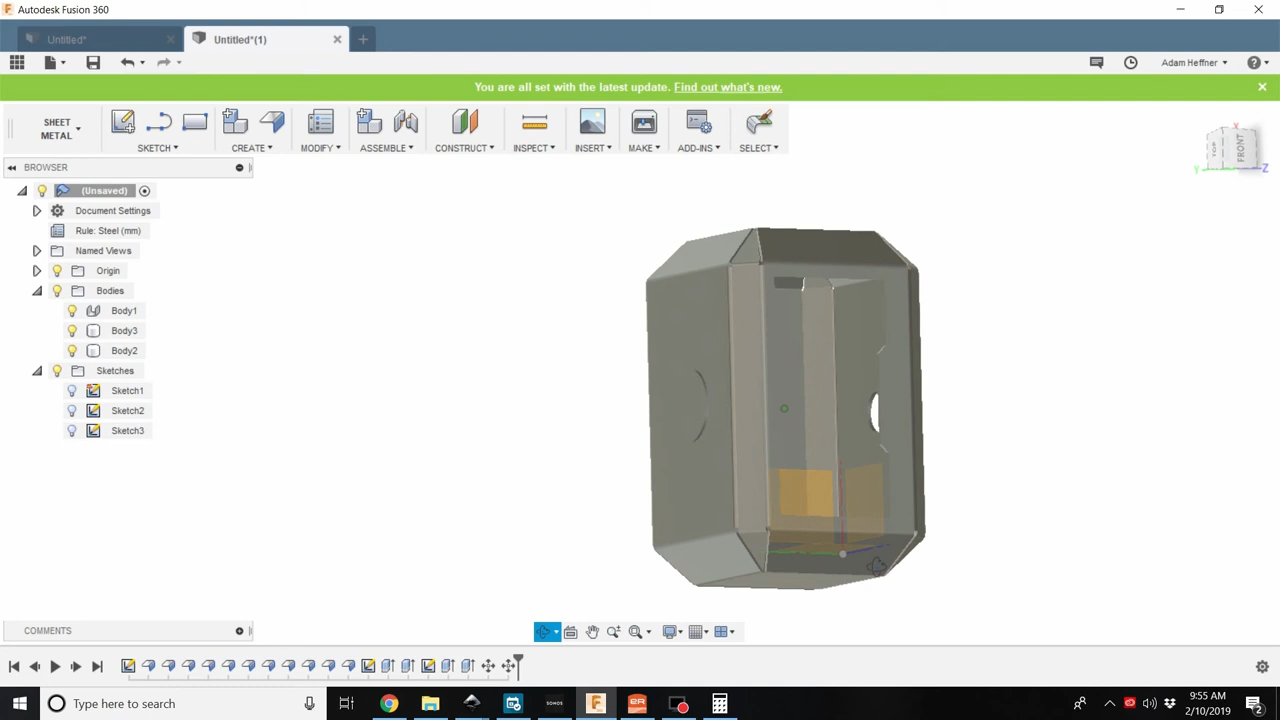 Autodesk Fusion 360
Untitled*
Untitled*(1)
Adam Heffner
You are all set with the latest update. Find out what's new.
SHEET METAL
SKETCH
CREATE
MODIFY
ASSEMBLE
CONSTRUCT
INSPECT
INSERT
MAKE
ADD-INS
SELECT
X
TOP
FRONT
Y
Z
BROWSER
(Unsaved)
Document Settings
Rule: Steel (mm)
Named Views
Origin
Bodies
Body1
Body3
Body2
Sketches
Sketch1
Sketch2
Sketch3
COMMENTS
Type here to search
SONOS
ER
9:55 AM
2/10/2019
2